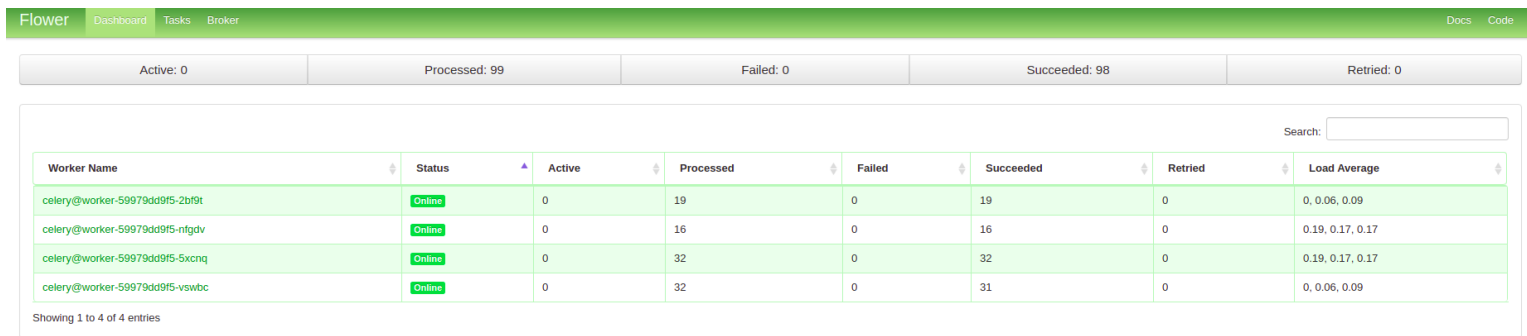 Flower Dashboard Tasks Broker Docs Code
Active: 0 Processed: 99 Failed: 0 Succeeded: 98 Retried: 0
Search:
Worker Name Status Active Processed Failed Succeeded Retried Load Average
celery@worker-59979dd9f5-2bf9t Online 0 19 0 19 0 0, 0.06, 0.09
celery@worker-59979dd9f5-nfgdv Online 0 16 0 16 0 0.19, 0.17, 0.17
celery@worker-59979dd9f5-5xcnq Online 0 32 0 32 0 0.19, 0.17, 0.17
celery@worker-59979dd9f5-vswbc Online 0 32 0 31 0 0, 0.06, 0.09
Showing 1 to 4 of 4 entries